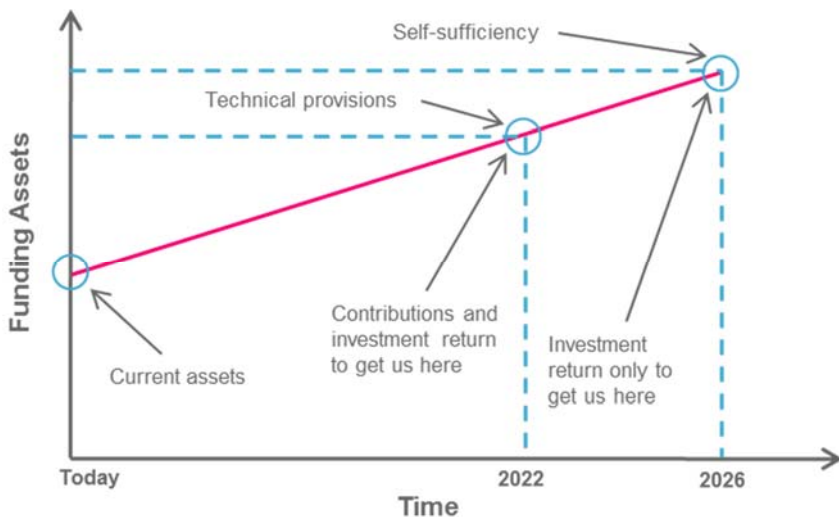 Self-sufficiency
Technical provisions
Funding Assets
Contributions and
investment return
to get us here
Investment
return only to
get us here
Current assets
Today
2022
2026
Time